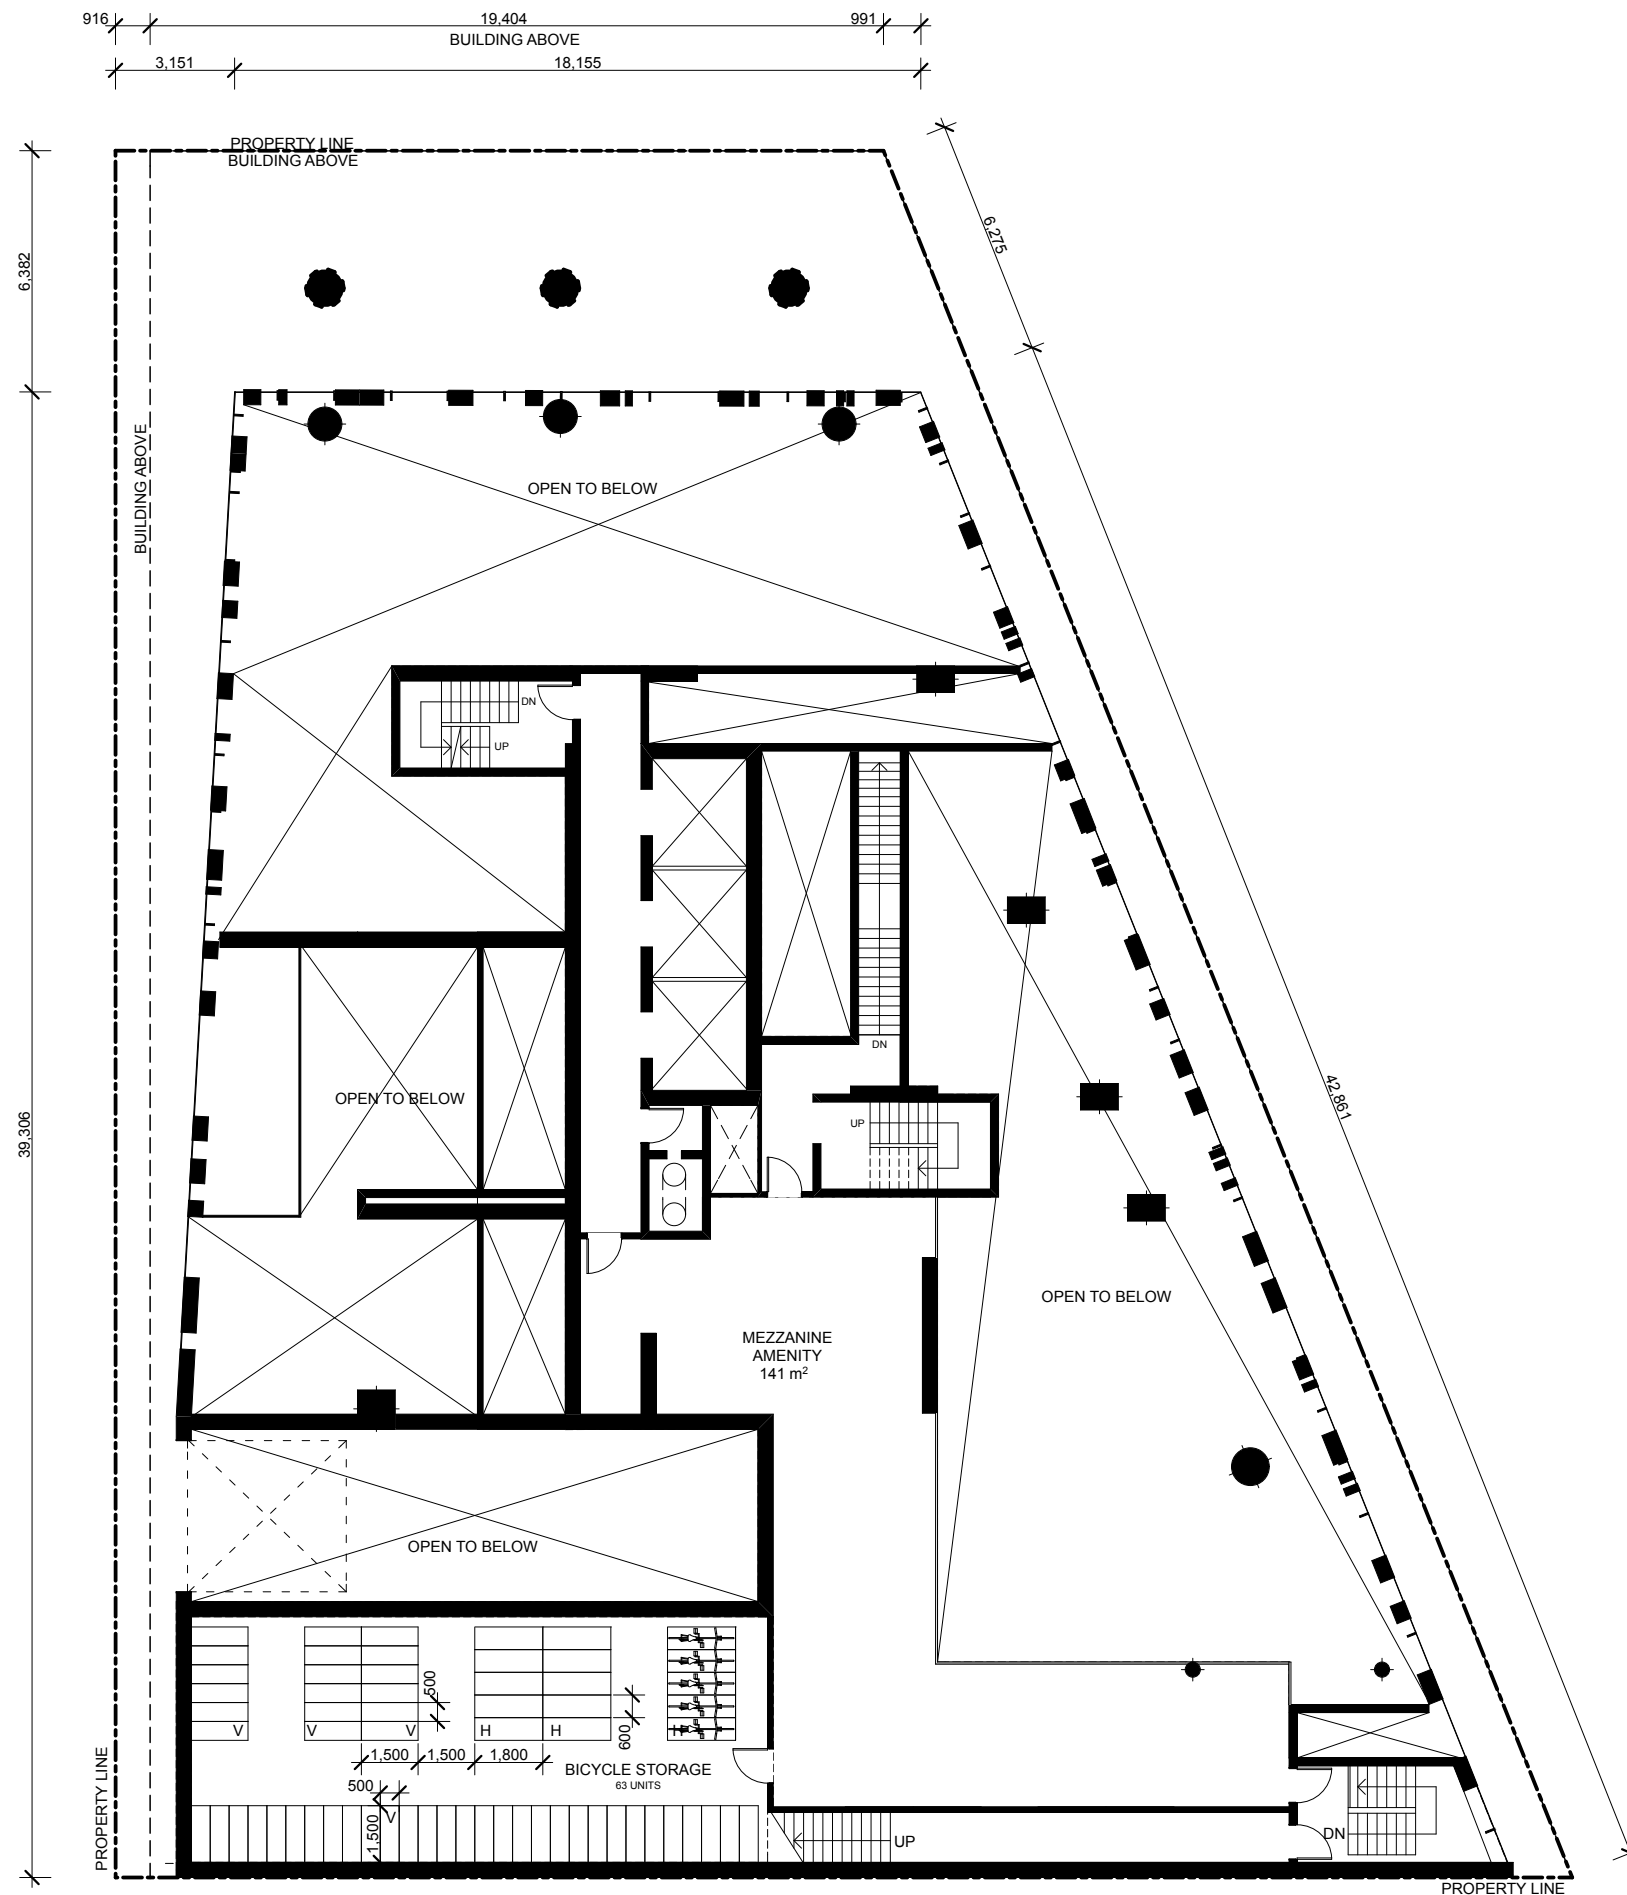 916
19,404
991
BUILDING ABOVE
3,151
18,155
PROPERTY LINE
BUILDING ABOVE
6,275
6,382
BUILDING ABOVE
OPEN TO BELOW
DN
UP
DN
OPEN TO BELOW
UP
39,306
42,861
OPEN TO BELOW
MEZZANINE
AMENITY
141 m²
OPEN TO BELOW
500
V
V
V
H
H
H
600
1,500
1,500
1,800
BICYCLE STORAGE
63 UNITS
500
V
1,500
UP
DN
PROPERTY LINE
PROPERTY LINE